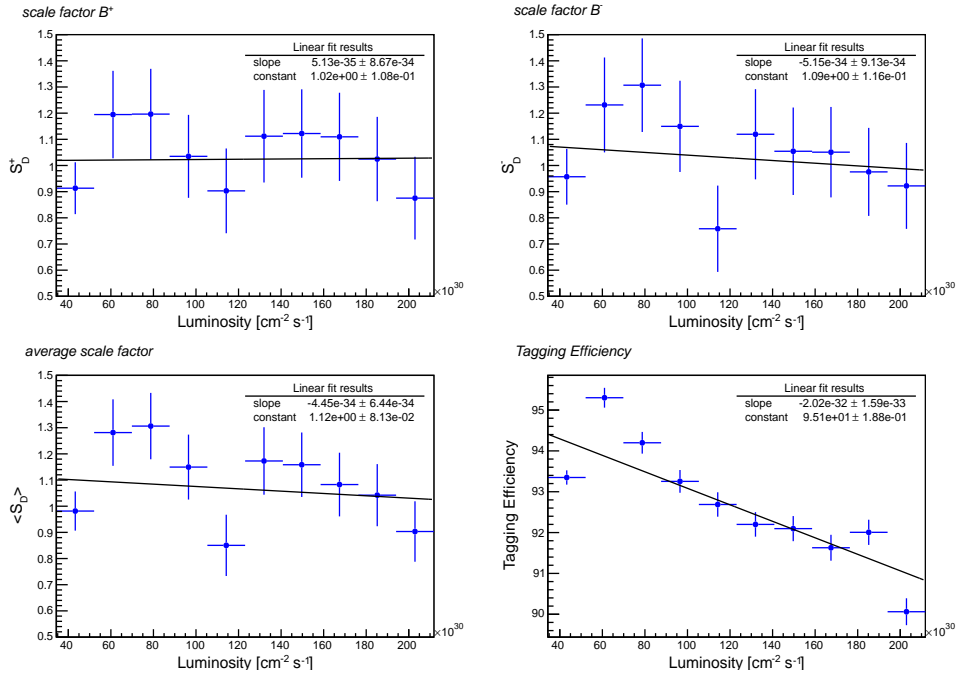 scale factor B⁺
1.5
1.4
1.3
1.2
1.1
1
0.9
0.8
0.7
0.6
0.5
S⁺D
Linear fit results
slope 5.13e-35 ± 8.67e-34
constant 1.02e+00 ± 1.08e-01
40 60 80 100 120 140 160 180 200
×10³⁰
Luminosity [cm⁻² s⁻¹]
scale factor B⁻
1.5
1.4
1.3
1.2
1.1
1
0.9
0.8
0.7
0.6
0.5
S⁻D
Linear fit results
slope -5.15e-34 ± 9.13e-34
constant 1.09e+00 ± 1.16e-01
40 60 80 100 120 140 160 180 200
×10³⁰
Luminosity [cm⁻² s⁻¹]
average scale factor
1.5
1.4
1.3
1.2
1.1
1
0.9
0.8
0.7
0.6
0.5
<S_D>
Linear fit results
slope -4.45e-34 ± 6.44e-34
constant 1.12e+00 ± 8.13e-02
40 60 80 100 120 140 160 180 200
×10³⁰
Luminosity [cm⁻² s⁻¹]
Tagging Efficiency
95
94
93
92
91
90
Tagging Efficiency
Linear fit results
slope -2.02e-32 ± 1.59e-33
constant 9.51e+01 ± 1.88e-01
40 60 80 100 120 140 160 180 200
×10³⁰
Luminosity [cm⁻² s⁻¹]